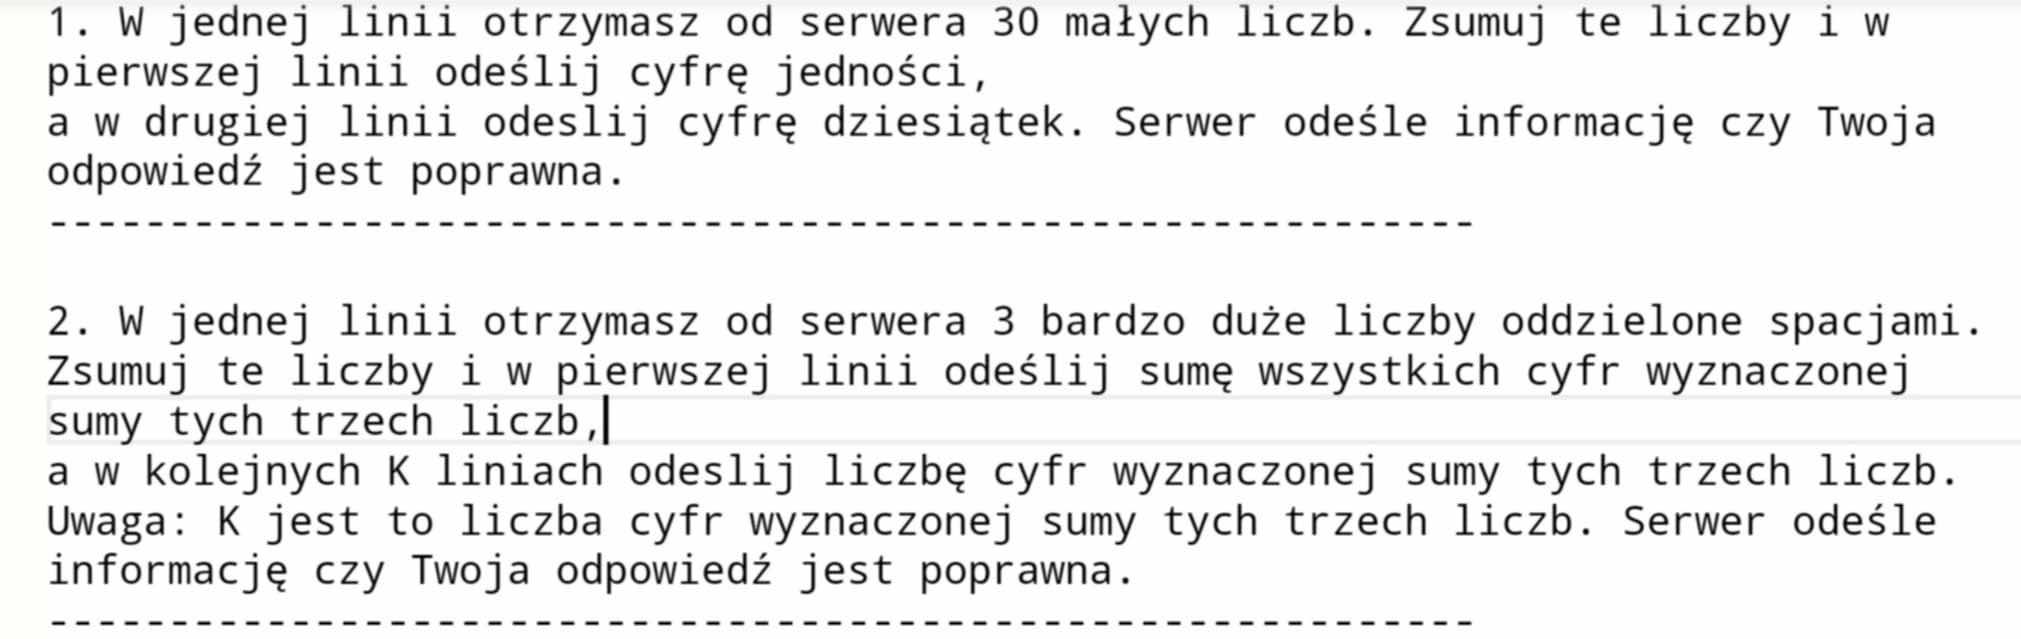 1. W jednej linii otrzymasz od serwera 30 małych liczb. Zsumuj te liczby i w
pierwszej linii odeślij cyfrę jedności,
a w drugiej linii odeslij cyfrę dziesiątek. Serwer odeśle informację czy Twoja
odpowiedź jest poprawna.
------------------------------------------------------------
2. W jednej linii otrzymasz od serwera 3 bardzo duże liczby oddzielone spacjami.
Zsumuj te liczby i w pierwszej linii odeślij sumę wszystkich cyfr wyznaczonej
sumy tych trzech liczb,
a w kolejnych K liniach odeslij liczbę cyfr wyznaczonej sumy tych trzech liczb.
Uwaga: K jest to liczba cyfr wyznaczonej sumy tych trzech liczb. Serwer odeśle
informację czy Twoja odpowiedź jest poprawna.
------------------------------------------------------------